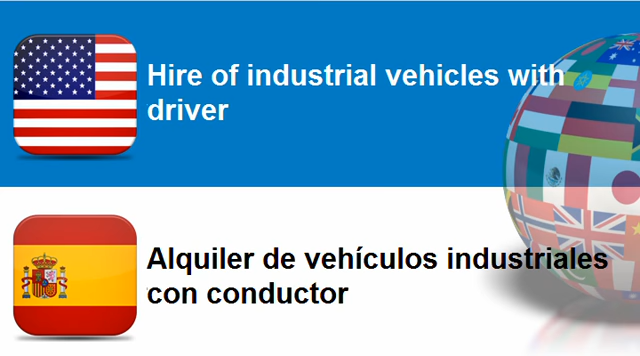 Hire of industrial vehicles with
driver
Alquiler de vehículos industriales
con conductor